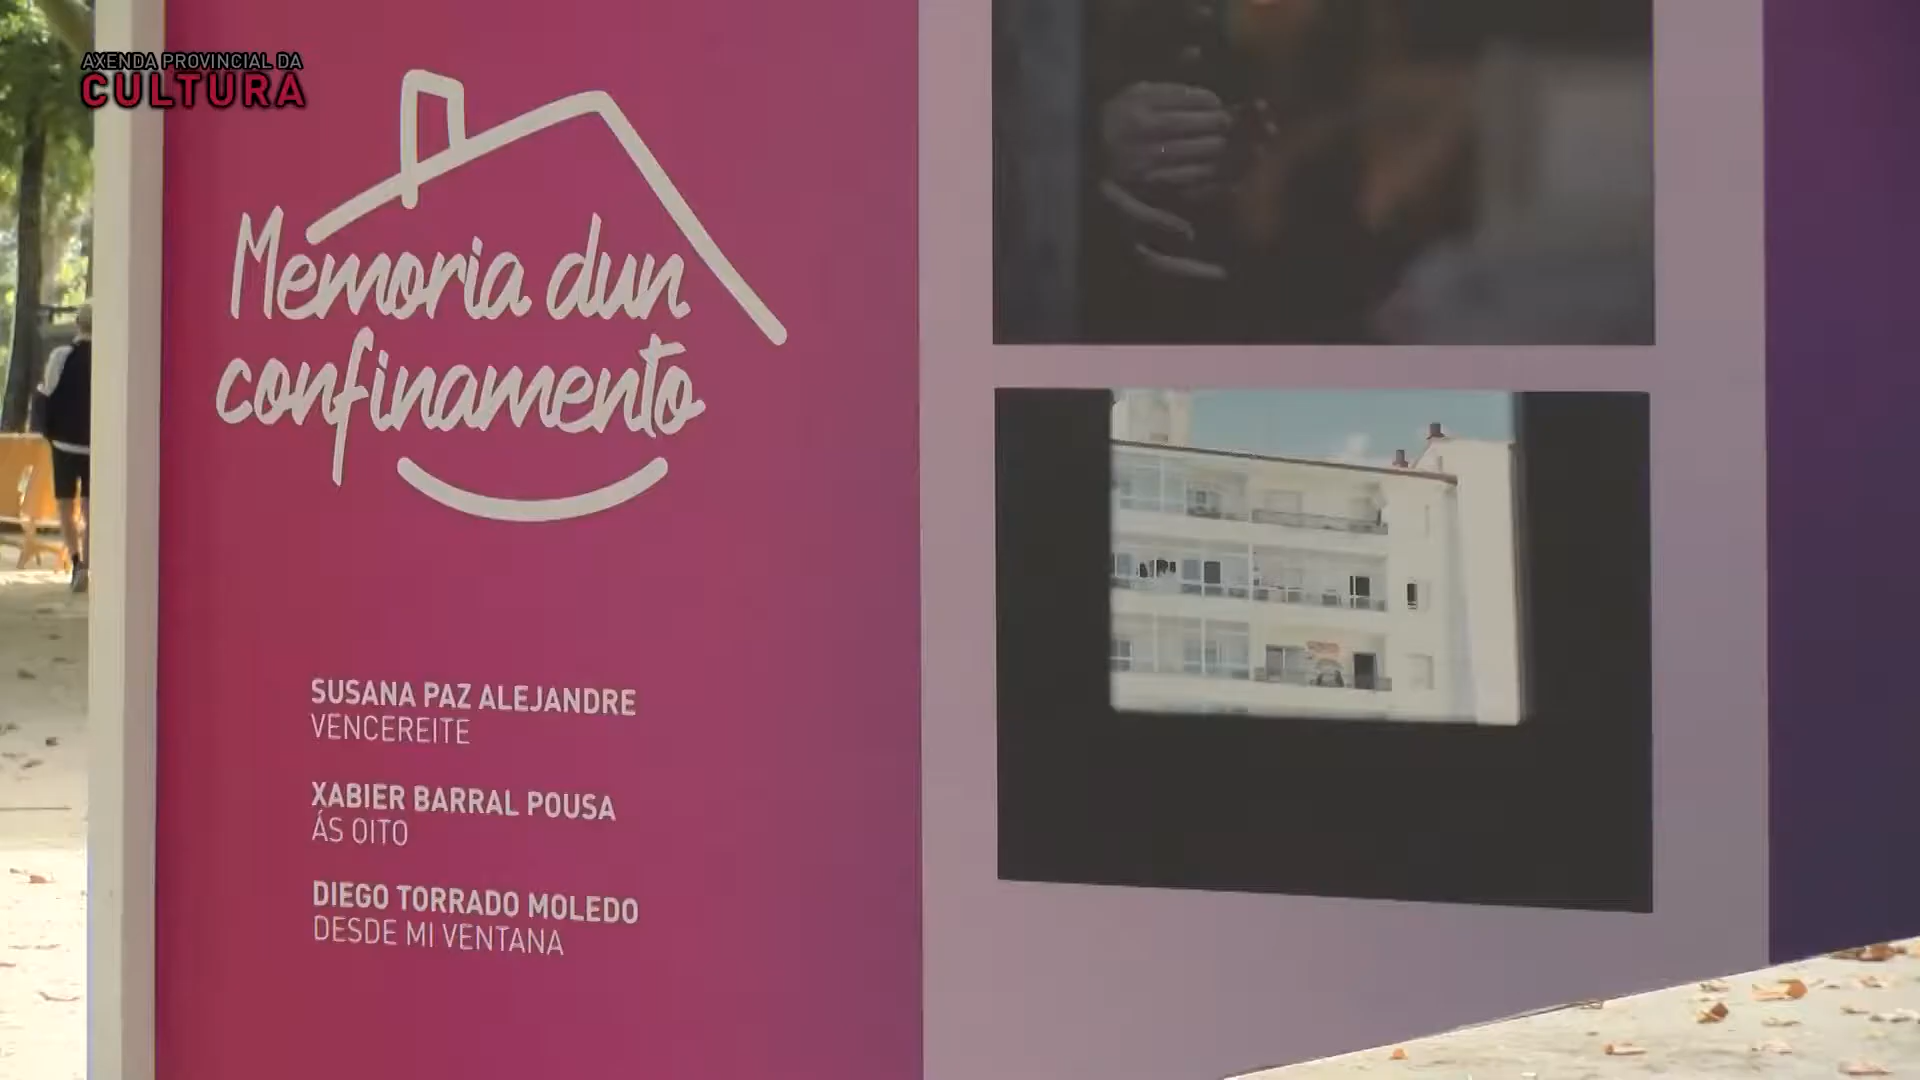 AXENDA PROVINCIAL DA
CULTURA
Memoria dun
confinamento
SUSANA PAZ ALEJANDRE
VENCEREITE
XABIER BARRAL POUSA
ÁS OITO
DIEGO TORRADO MOLEDO
DESDE MI VENTANA